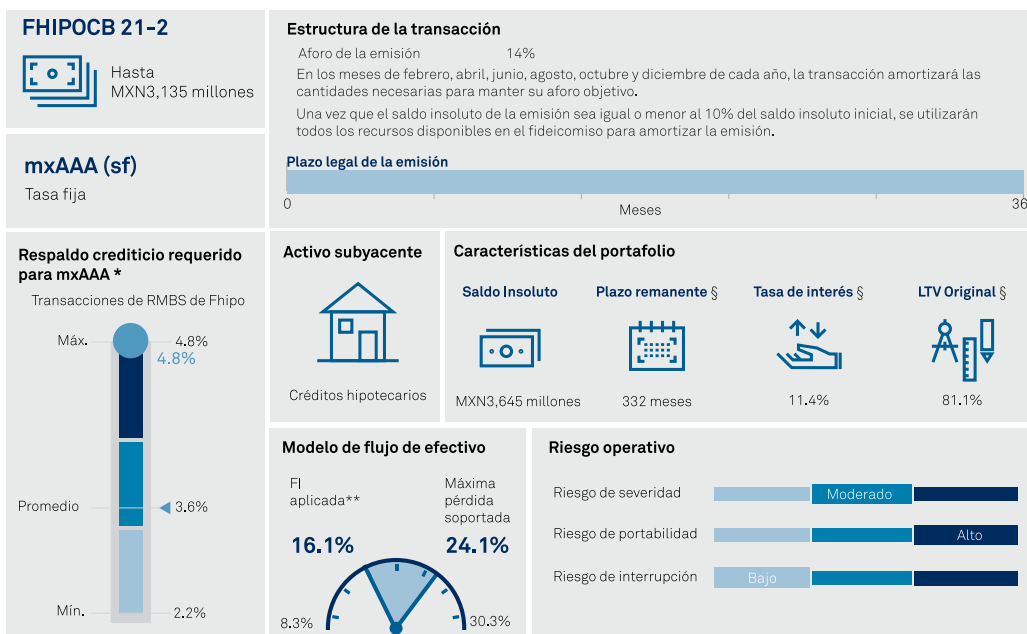 FHIPOCB 21-2
Hasta
MXN3,135 millones
mxAAA (sf)
Tasa fija
Estructura de la transacción
Aforo de la emisión 14%
En los meses de febrero, abril, junio, agosto, octubre y diciembre de cada año, la transacción amortizará las
cantidades necesarias para manter su aforo objetivo.
Una vez que el saldo insoluto de la emisión sea igual o menor al 10% del saldo insoluto inicial, se utilizarán
todos los recursos disponibles en el fideicomiso para amortizar la emisión.
Plazo legal de la emisión
0
Meses
36
Respaldo crediticio requerido
para mxAAA *
Transacciones de RMBS de Fhipo
Máx.
4.8%
4.8%
Promedio
3.6%
Mín.
2.2%
Activo subyacente
Créditos hipotecarios
Características del portafolio
Saldo Insoluto
MXN3,645 millones
Plazo remanente §
332 meses
Tasa de interés §
11.4%
LTV Original §
81.1%
Modelo de flujo de efectivo
FI
aplicada**
16.1%
Máxima
pérdida
soportada
24.1%
8.3%
30.3%
Riesgo operativo
Riesgo de severidad
Moderado
Riesgo de portabilidad
Alto
Riesgo de interrupción
Bajo